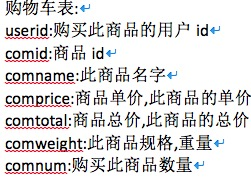 购物车表:
userid:购买此商品的用户 id
comid:商品 id
comname:此商品名字
comprice:商品单价,此商品的单价
comtotal:商品总价,此商品的总价
comweight:此商品规格,重量
comnum:购买此商品数量